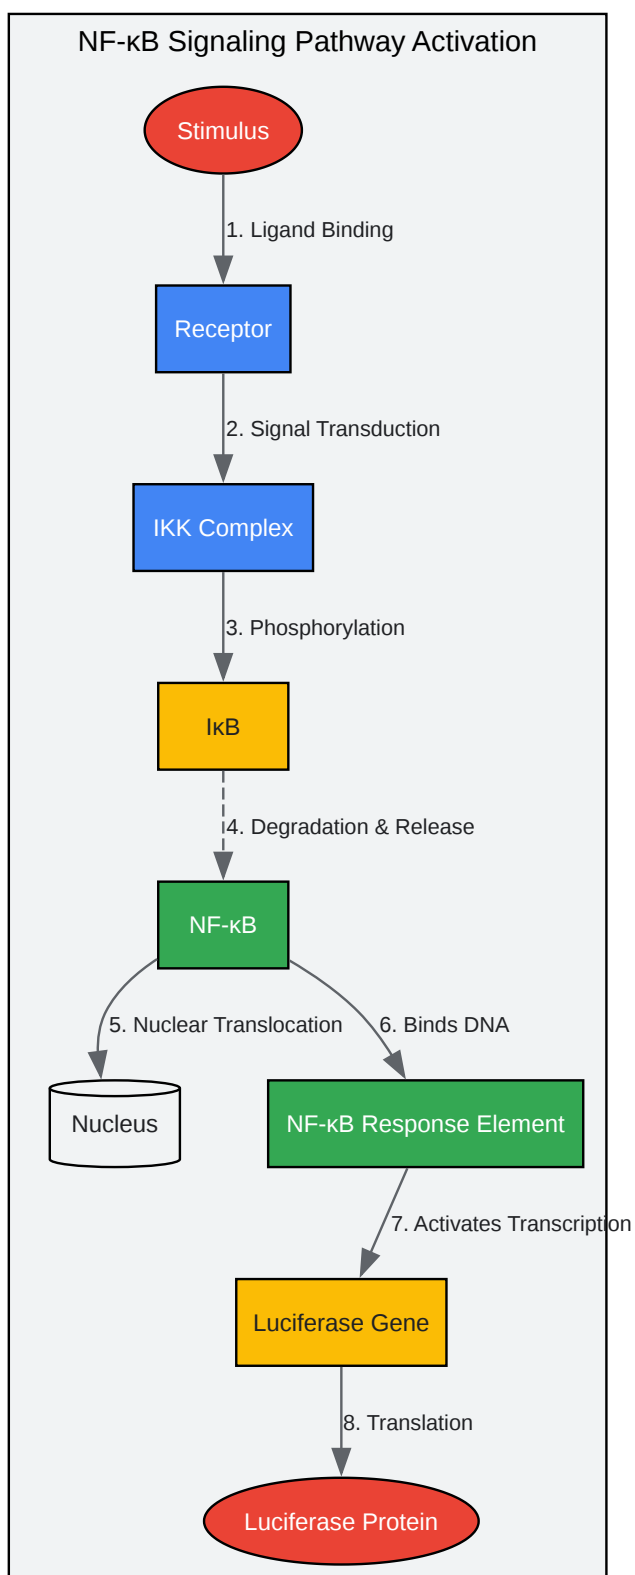 NF-κB Signaling Pathway Activation
Stimulus
1. Ligand Binding
Receptor
2. Signal Transduction
IKK Complex
3. Phosphorylation
IκB
4. Degradation & Release
NF-κB
5. Nuclear Translocation
6. Binds DNA
Nucleus
NF-κB Response Element
7. Activates Transcription
Luciferase Gene
8. Translation
Luciferase Protein